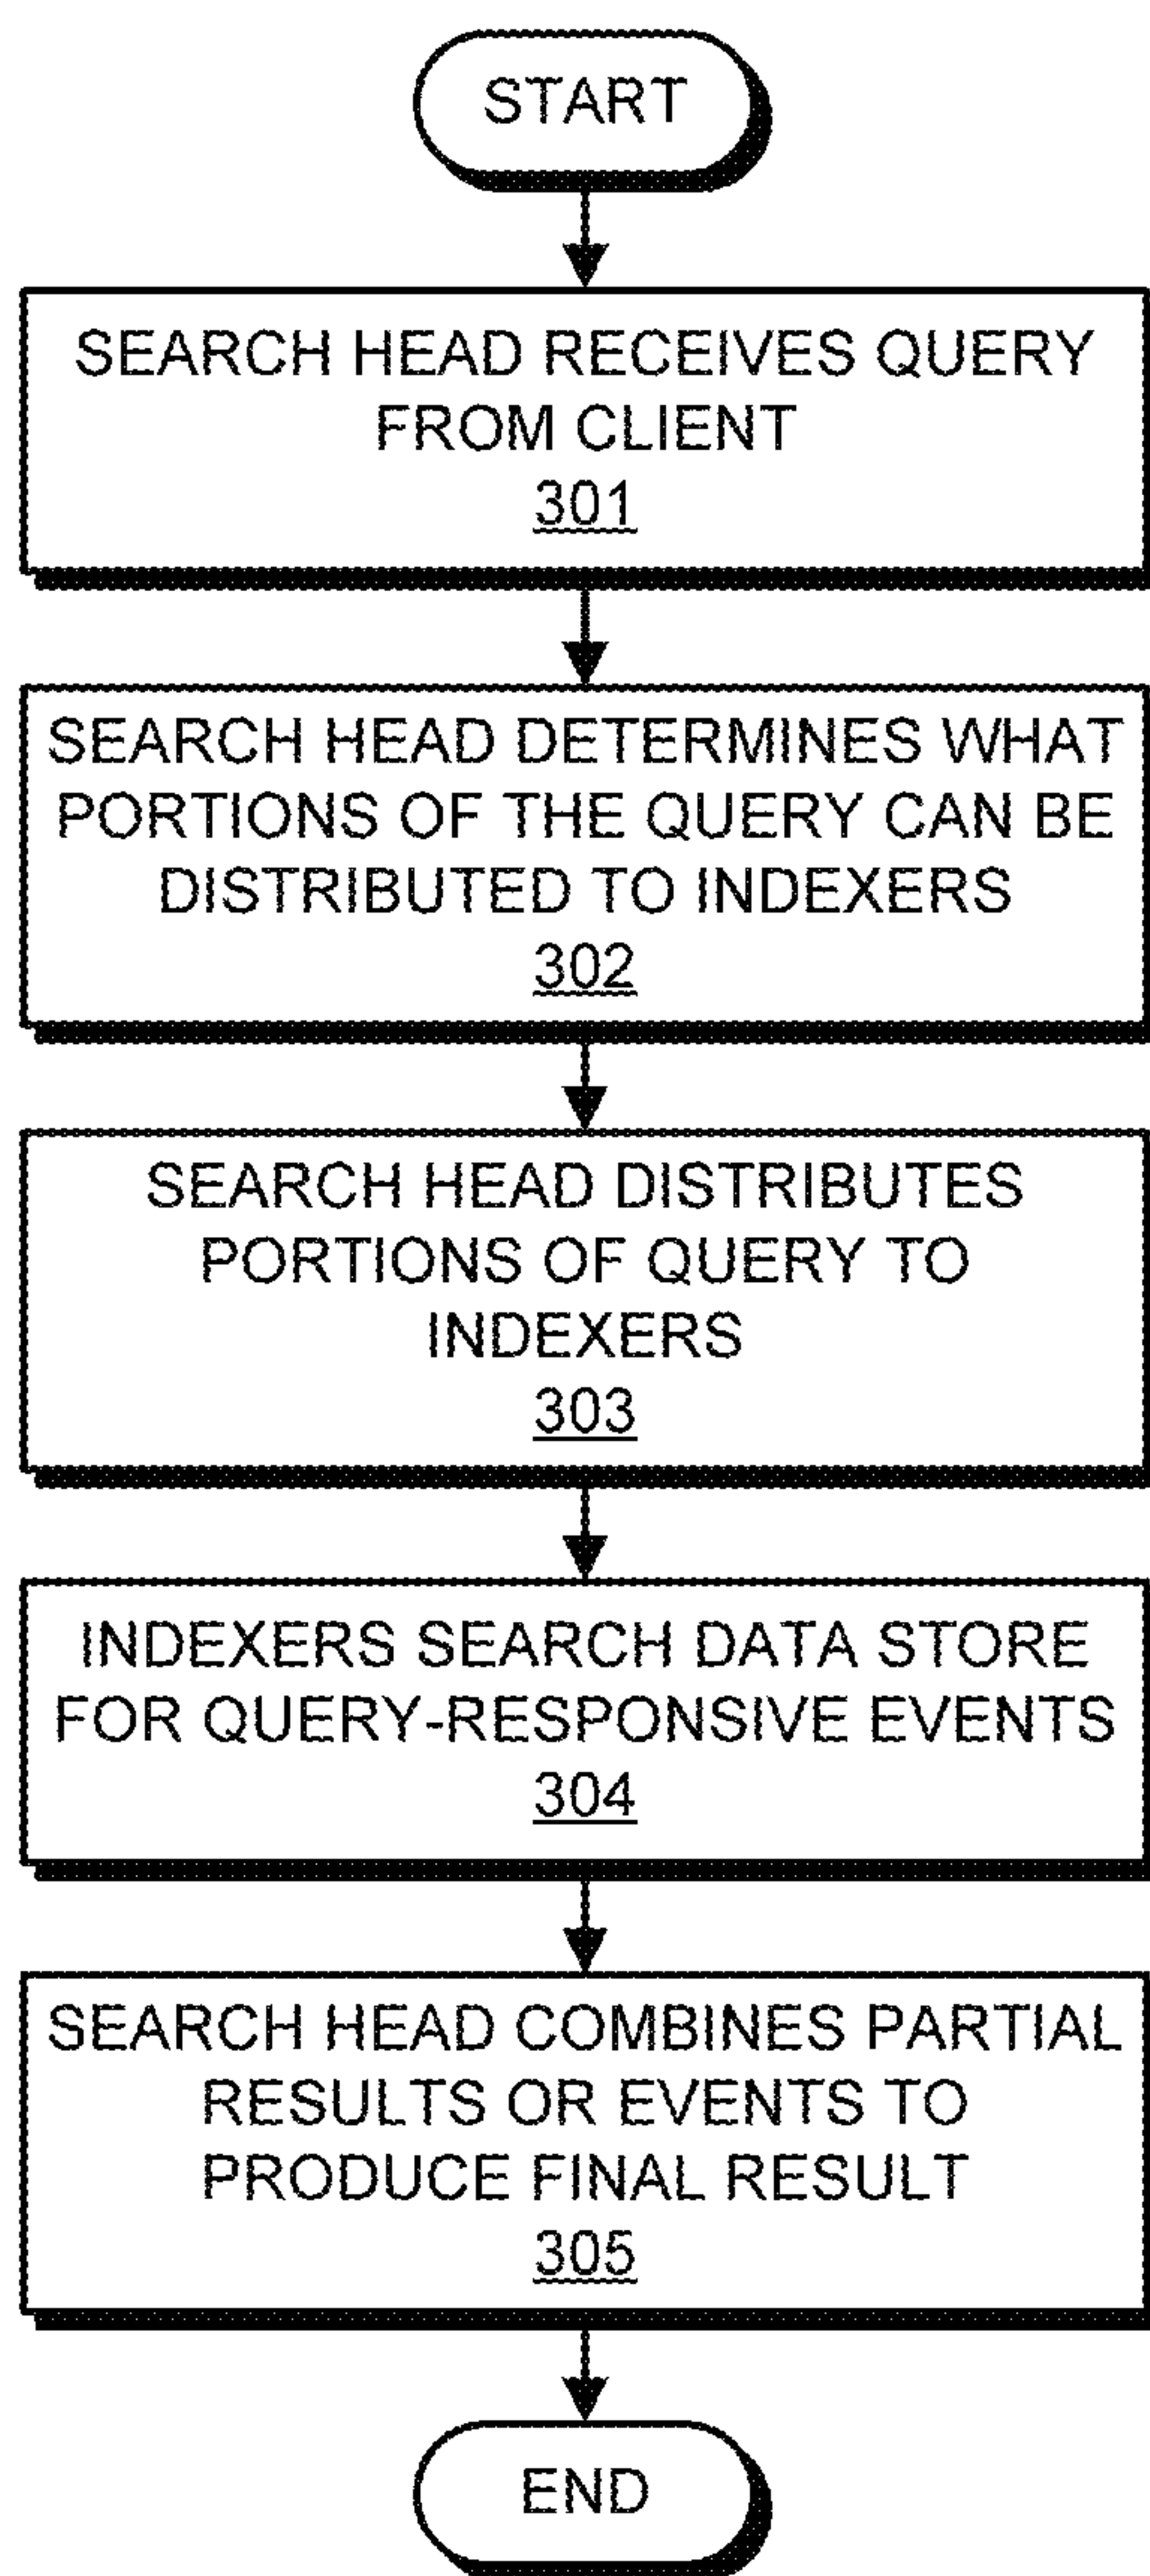 START
SEARCH HEAD RECEIVES QUERY
FROM CLIENT
301
SEARCH HEAD DETERMINES WHAT
PORTIONS OF THE QUERY CAN BE
DISTRIBUTED TO INDEXERS
302
SEARCH HEAD DISTRIBUTES
PORTIONS OF QUERY TO
INDEXERS
303
INDEXERS SEARCH DATA STORE
FOR QUERY-RESPONSIVE EVENTS
304
SEARCH HEAD COMBINES PARTIAL
RESULTS OR EVENTS TO
PRODUCE FINAL RESULT
305
END